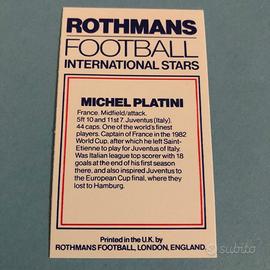 ROTHMANS
FOOTBALL
INTERNATIONAL STARS
MICHEL PLATINI
France. Midfield/attack.
5ft 10 and 11st 7. Juventus (Italy).
44 caps. One of the world's finest
players. Captain of France in the 1982
World Cup, after which he left Saint-
Etienne to play for Juventus of Italy.
Was Italian league top scorer with 18
goals at the end of his first season
there, and also inspired Juventus to
the European Cup final, where they
lost to Hamburg.
Printed in the U.K. by
ROTHMANS FOOTBALL, LONDON, ENGLAND.
subito